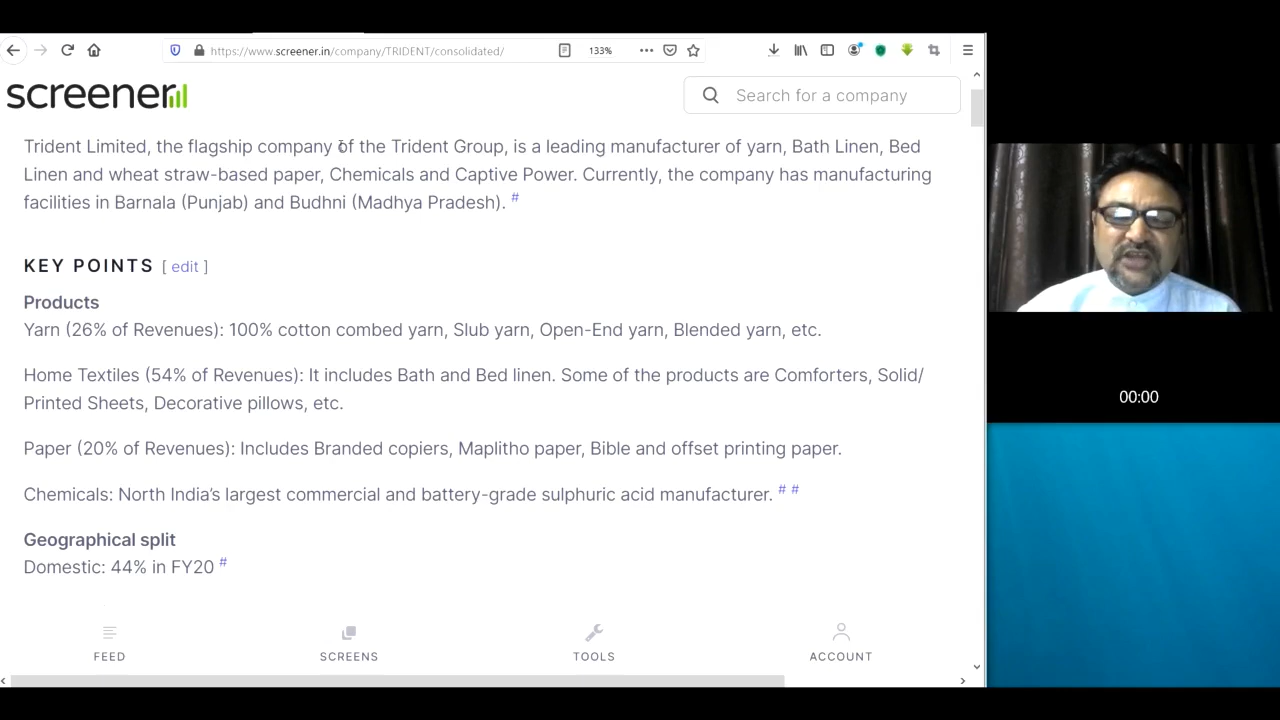 https://www.screener.in/company/TRIDENT/consolidated/
133%
screener
Search for a company
Trident Limited, the flagship company of the Trident Group, is a leading manufacturer of yarn, Bath Linen, Bed
Linen and wheat straw-based paper, Chemicals and Captive Power. Currently, the company has manufacturing
facilities in Barnala (Punjab) and Budhni (Madhya Pradesh). #
KEY POINTS [ edit ]
Products
Yarn (26% of Revenues): 100% cotton combed yarn, Slub yarn, Open-End yarn, Blended yarn, etc.
Home Textiles (54% of Revenues): It includes Bath and Bed linen. Some of the products are Comforters, Solid/
Printed Sheets, Decorative pillows, etc.
Paper (20% of Revenues): Includes Branded copiers, Maplitho paper, Bible and offset printing paper.
Chemicals: North India's largest commercial and battery-grade sulphuric acid manufacturer. # #
Geographical split
Domestic: 44% in FY20 #
FEED SCREENS TOOLS ACCOUNT
00:00